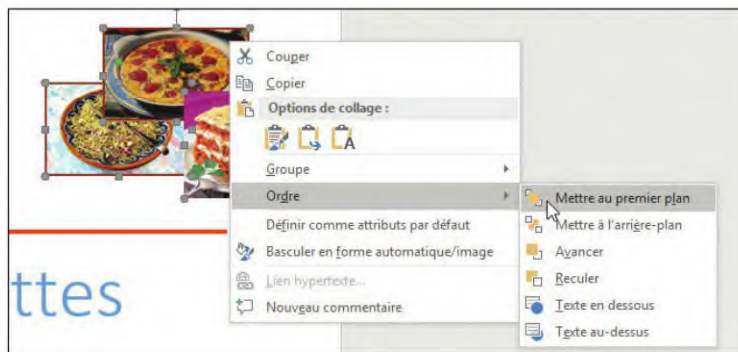 Couper
Copier
Options de collage :
A
Groupe
Ordre
Mettre au premier plan
Définir comme attributs par défaut
Mettre à l'arrière-plan
Basculer en forme automatique/image
Avancer
Lien hypertexte...
Reculer
Nouveau commentaire
Texte en dessous
Texte au-dessus
ttes